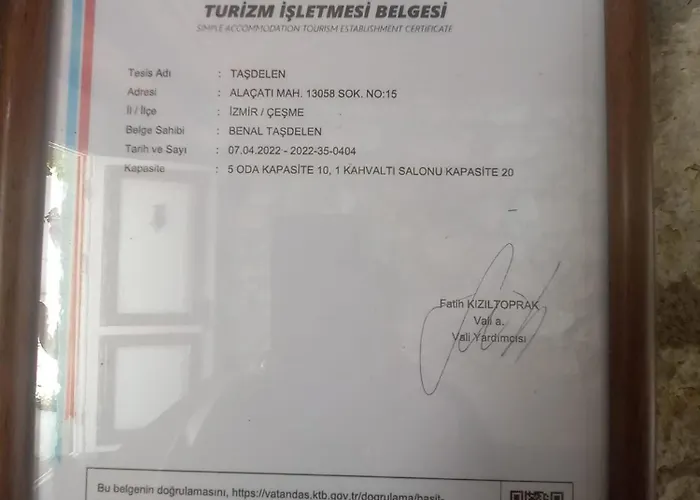 TURİZM İŞLETMESİ BELGESİ
SIMPLE ACCOMMODATION TOURISM ESTABLISHMENT CERTIFICATE
Tesis Adı : TAŞDELEN
Adresi : ALAÇATI MAH. 13058 SOK. NO:15
İl / İlçe : İZMİR / ÇEŞME
Belge Sahibi : BENAL TAŞDELEN
Tarih ve Sayı : 07.04.2022 - 2022-35-0404
Kapasite : 5 ODA KAPASİTE 10, 1 KAHVALTI SALONU KAPASİTE 20
Fatih KIZILTOPRAK
Vali a.
Vali Yardımcısı
Bu belgenin doğrulamasını, https://vatandas.ktb.gov.tr/dogrulama/basit-